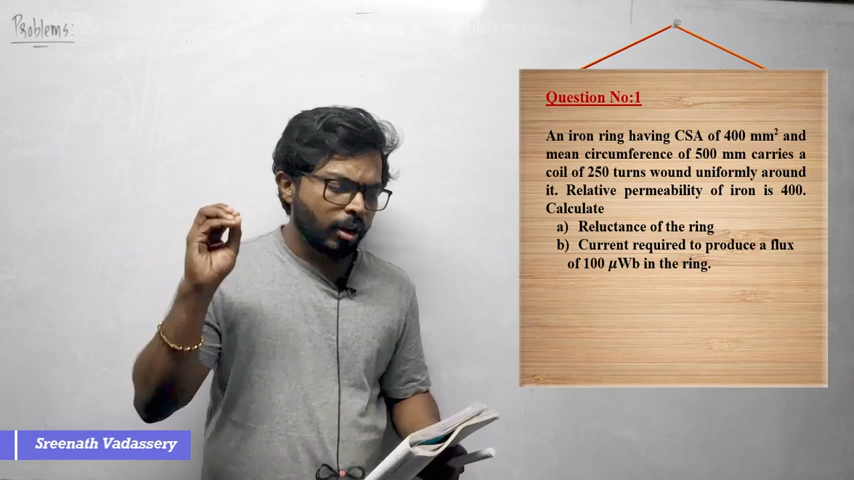 Problems:
Question No:1
An iron ring having CSA of 400 mm² and
mean circumference of 500 mm carries a
coil of 250 turns wound uniformly around
it. Relative permeability of iron is 400.
Calculate
a) Reluctance of the ring
b) Current required to produce a flux
of 100 𝜇Wb in the ring.
Sreenath Vadassery